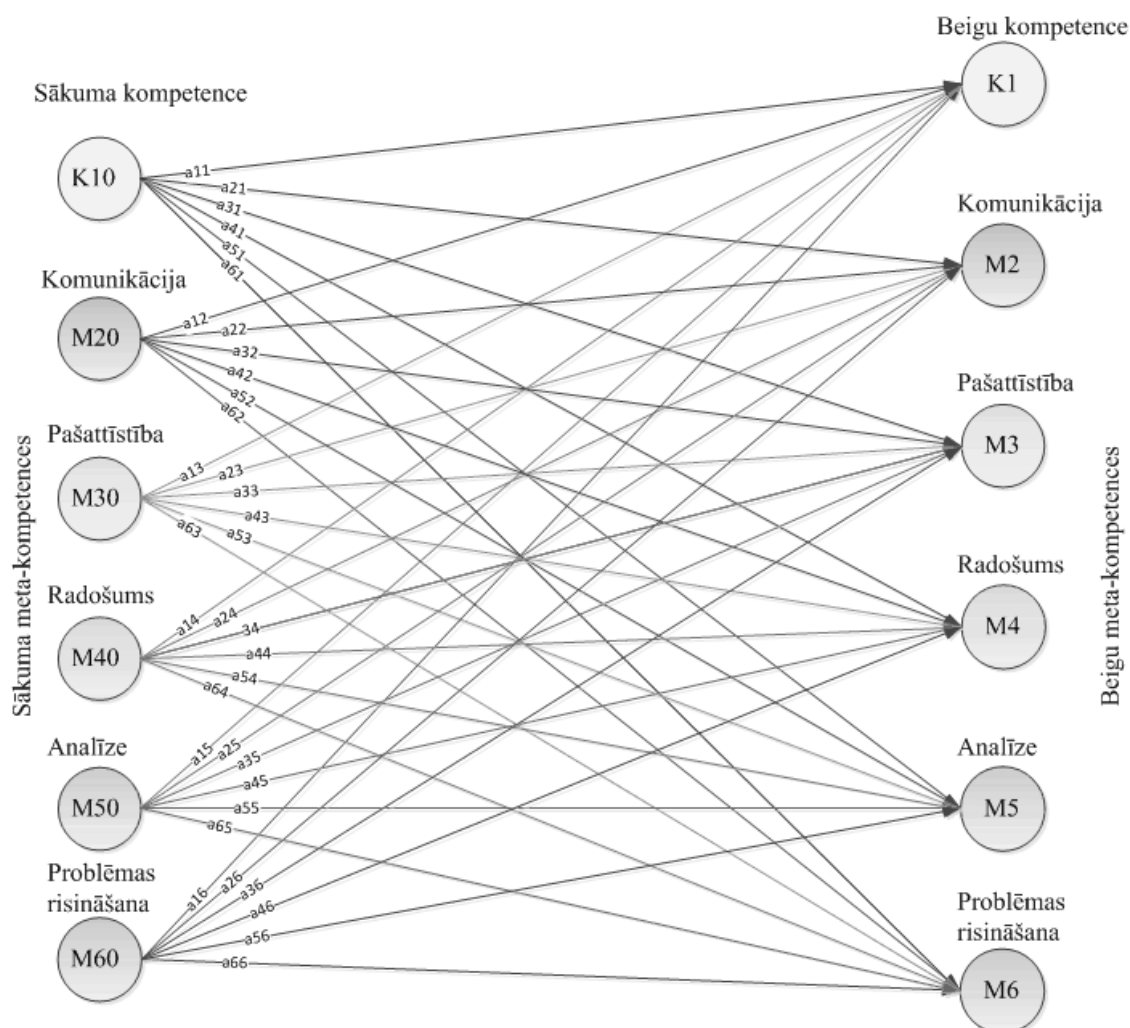 Beigu kompetence
K1
Sākuma kompetence
K10
a11
a21
a31
a41
a51
a61
Komunikācija
M2
Komunikācija
M20
a12
a22
a32
a42
a52
a62
Pašattīstība
M3
Pašattīstība
M30
a13
a23
a33
a43
a53
a63
Radošums
M4
Radošums
M40
a14
a24
34
a44
a54
a64
Analīze
M5
Analīze
M50
a15
a25
a35
a45
a55
a65
Problēmas
risināšana
M60
a16
a26
a36
a46
a56
a66
Problēmas
risināšana
M6
Sākuma meta-kompetences
Beigu meta-kompetences